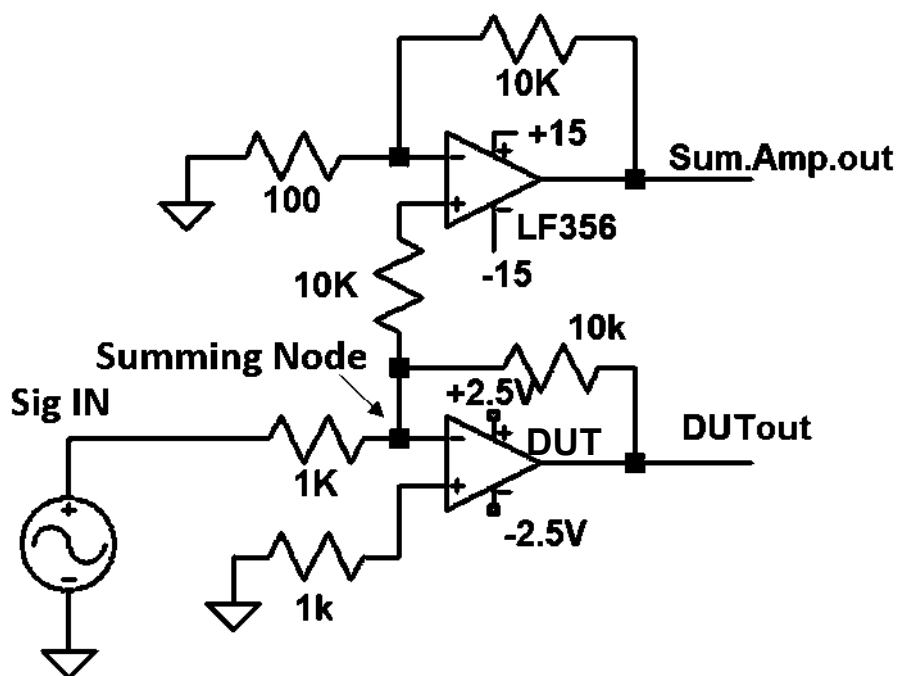 10K
+15
Sum.Amp.out
100
LF356
-15
10K
10k
Summing Node
+2.5V
Sig IN
DUT
DUTout
1K
-2.5V
1k